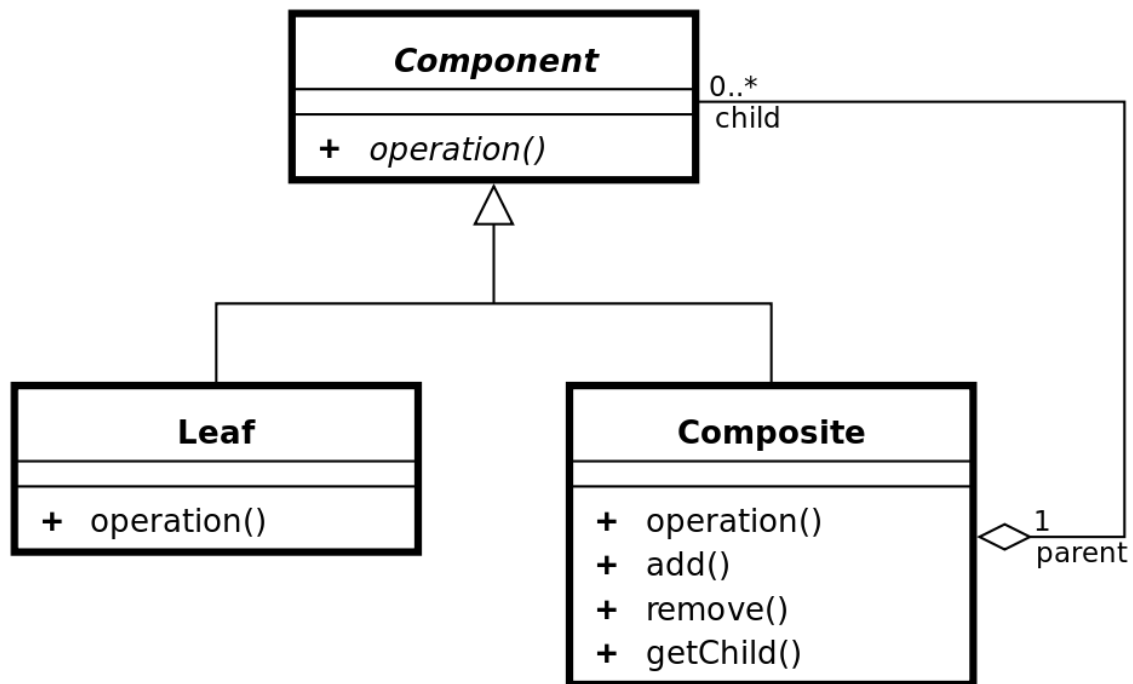 Component
+ operation()
0..*
child
Leaf
+ operation()
Composite
+ operation()
+ add()
+ remove()
+ getChild()
1
parent